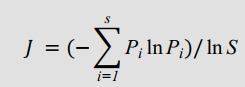 J = (− ∑_{i=1}^{s} P_i ln P_i)/ ln S